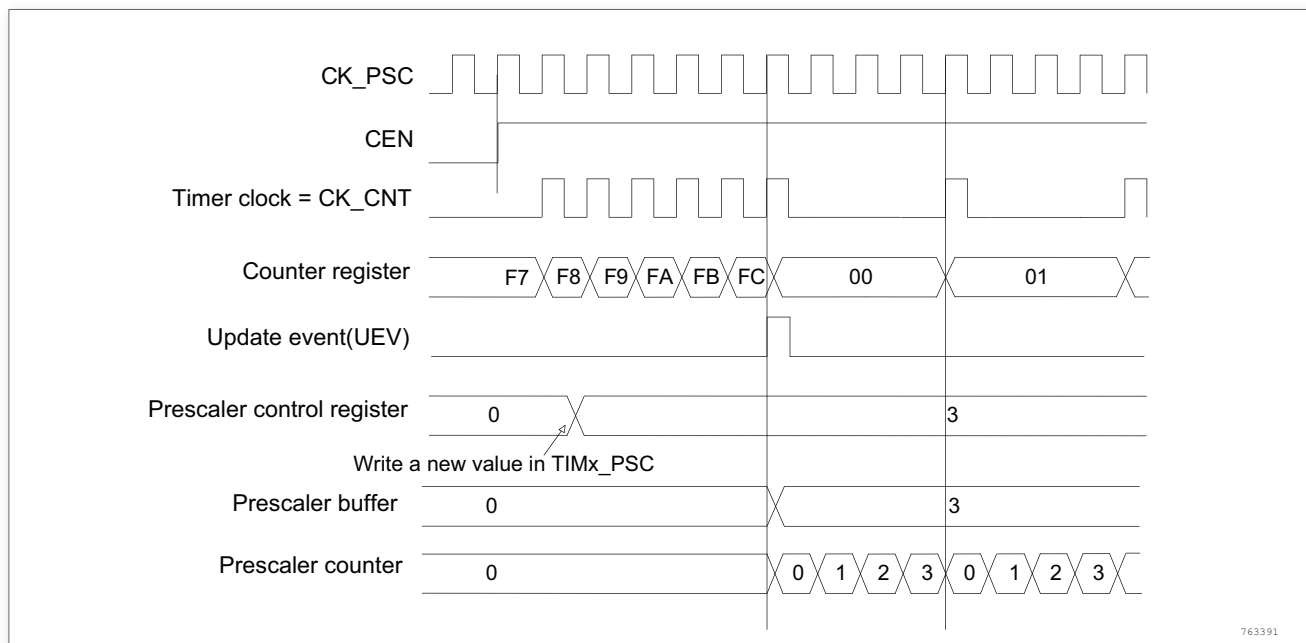 CK_PSC
CEN
Timer clock = CK_CNT
Counter register F7 F8 F9 FA FB FC 00 01
Update event(UEV)
Prescaler control register 0 3
Write a new value in TIMx_PSC
Prescaler buffer 0 3
Prescaler counter 0 0 1 2 3 0 1 2 3
763391